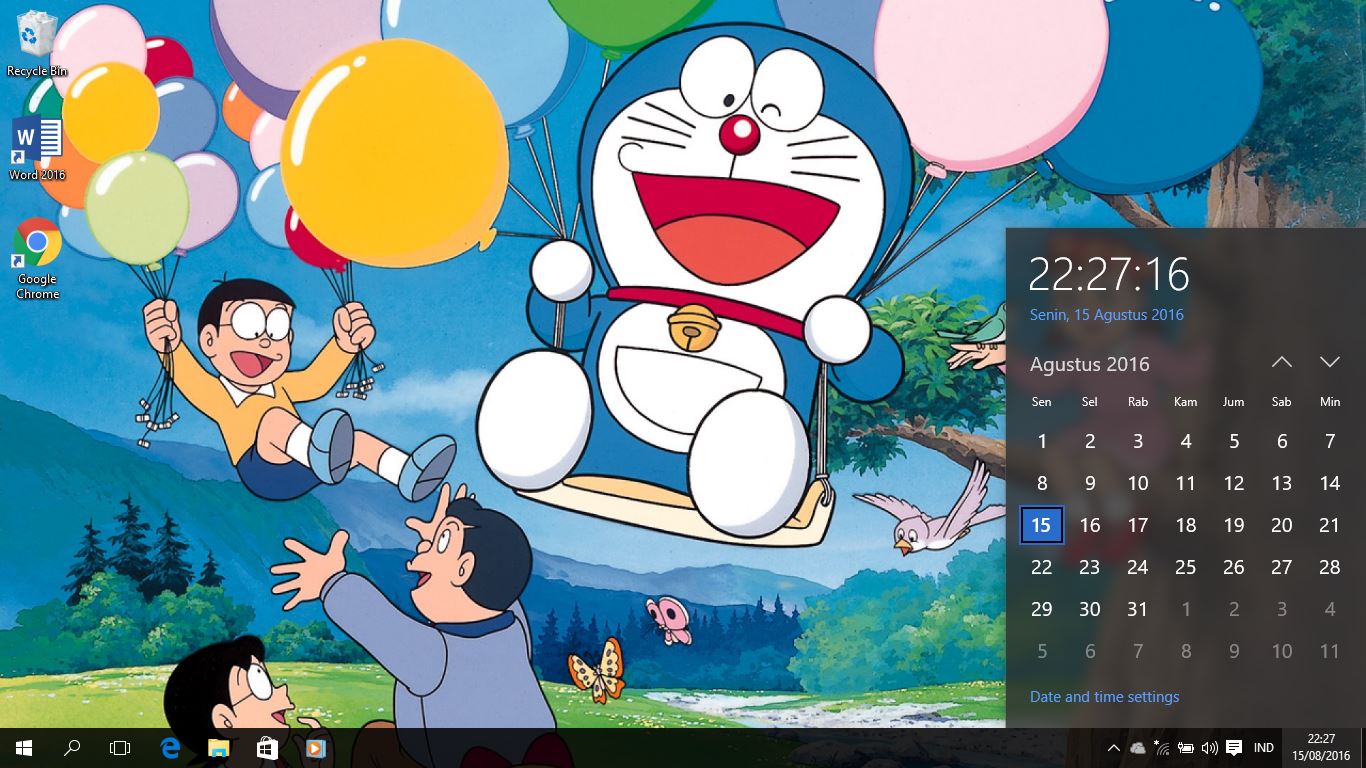 Recycle Bin
W
Word 2016
Google
Chrome
22:27:16
Senin, 15 Agustus 2016
Agustus 2016
Sen Sel Rab Kam Jum Sab Min
1 2 3 4 5 6 7
8 9 10 11 12 13 14
15 16 17 18 19 20 21
22 23 24 25 26 27 28
29 30 31 1 2 3 4
5 6 7 8 9 10 11
Date and time settings
IND
22:27
15/08/2016